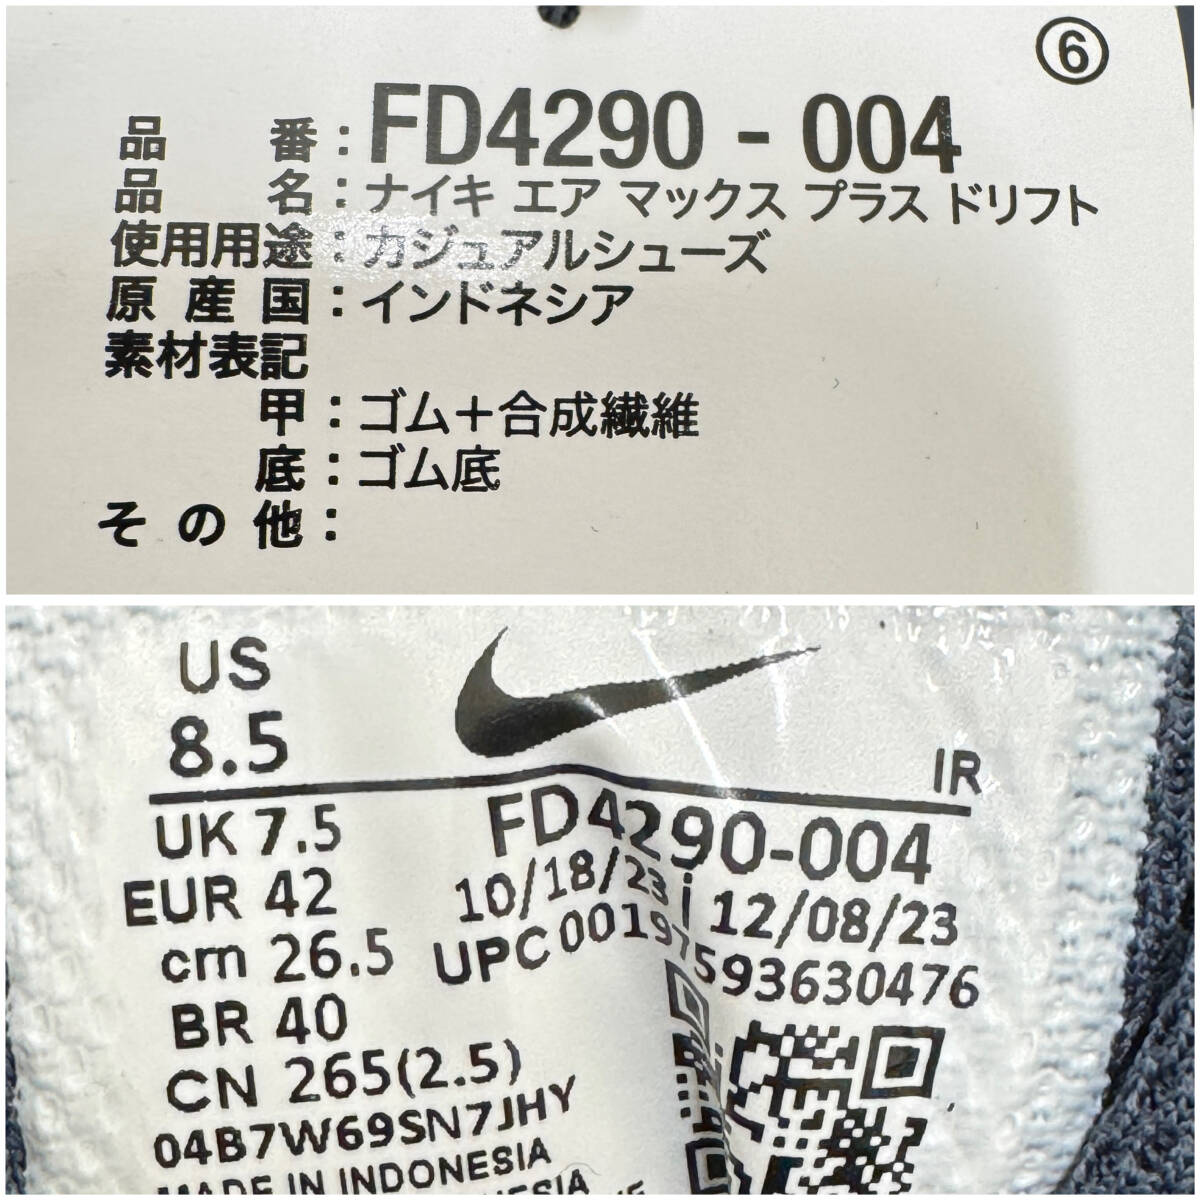 ⑥
品番：FD4290 - 004
品名：ナイキ エア マックス プラス ドリフト
使用用途：カジュアルシューズ
原産国：インドネシア
素材表記
甲：ゴム＋合成繊維
底：ゴム底
その他：
US
8.5
IR
UK 7.5
FD4290-004
EUR 42
10/18/23 12/08/23
cm 26.5
UPC 00197593630476
BR 40
CN 265(2.5)
04B7W69SN7JHY
MADE IN INDONESIA